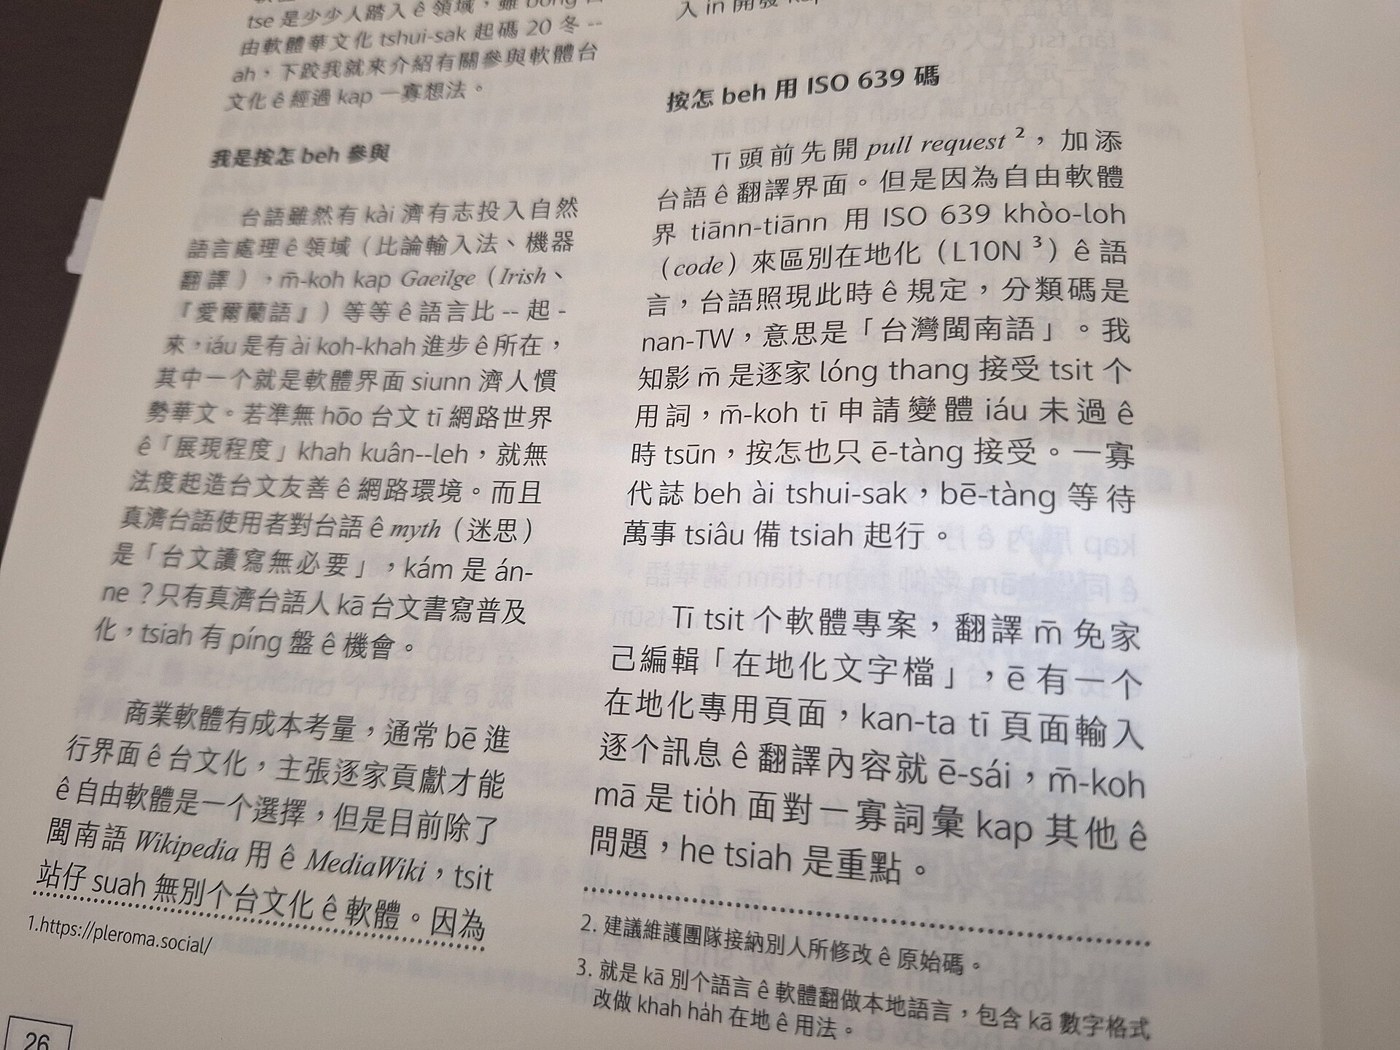 tse 是少少人踏入 ê 領域，雖
由軟體華文化 tshui-sak 起碼 20 冬 --
ah，下跤我就來介紹有關參與軟體台
文化 ê 經過 kap 一寡想法。
我是按怎 beh 參與
台語雖然有 kài 濟有志投入自然
語言處理 ê 領域（比論輸入法、機器
翻譯），m̄-koh kap Gaeilge（Irish、
「愛爾蘭語」）等等 ê 語言比 -- 起 -
來，iáu 是有 ài koh-khah 進步 ê 所在，
其中一个就是軟體界面 siunn 濟人慣
勢華文。若準無 hōo 台文 tī 網路世界
ê「展現程度」khah kuân--leh，就無
法度起造台文友善 ê 網路環境。而且
真濟台語使用者對台語 ê myth（迷思）
是「台文讀寫無必要」，kám 是 án-
ne？只有真濟台語人 kā 台文書寫普及
化，tsiah 有 píng 盤 ê 機會。
商業軟體有成本考量，通常 bē 進
行界面 ê 台文化，主張逐家貢獻才能
ê 自由軟體是一个選擇，但是目前除了
閩南語 Wikipedia 用 ê MediaWiki，tsit
站仔 suah 無別个台文化 ê 軟體。因為
1.https://pleroma.social/
26
入 in 開發
按怎 beh 用 ISO 639 碼
Tī 頭前先開 pull request ²，加添
台語 ê 翻譯界面。但是因為自由軟體
界 tiānn-tiānn 用 ISO 639 khòo-loh
（code）來區別在地化（L10N ³）ê 語
言，台語照現此時 ê 規定，分類碼是
nan-TW，意思是「台灣閩南語」。我
知影 m̄ 是逐家 lóng thang 接受 tsit 个
用詞，m̄-koh tī 申請變體 iáu 未過 ê
時 tsūn，按怎也只 ē-tàng 接受。一寡
代誌 beh ài tshui-sak，bē-tàng 等待
萬事 tsiâu 備 tsiah 起行。
Tī tsit 个軟體專案，翻譯 m̄ 免家
己編輯「在地化文字檔」，ē 有一个
在地化專用頁面，kan-ta tī 頁面輸入
逐个訊息 ê 翻譯內容就 ē-sái，m̄-koh
mā 是 tio̍h 面對一寡詞彙 kap 其他 ê
問題，he tsiah 是重點。
2. 建議維護團隊接納別人所修改 ê 原始碼。
3. 就是 kā 別个語言 ê 軟體翻做本地語言，包含 kā 數字格式
改做 khah ha̍h 在地 ê 用法。